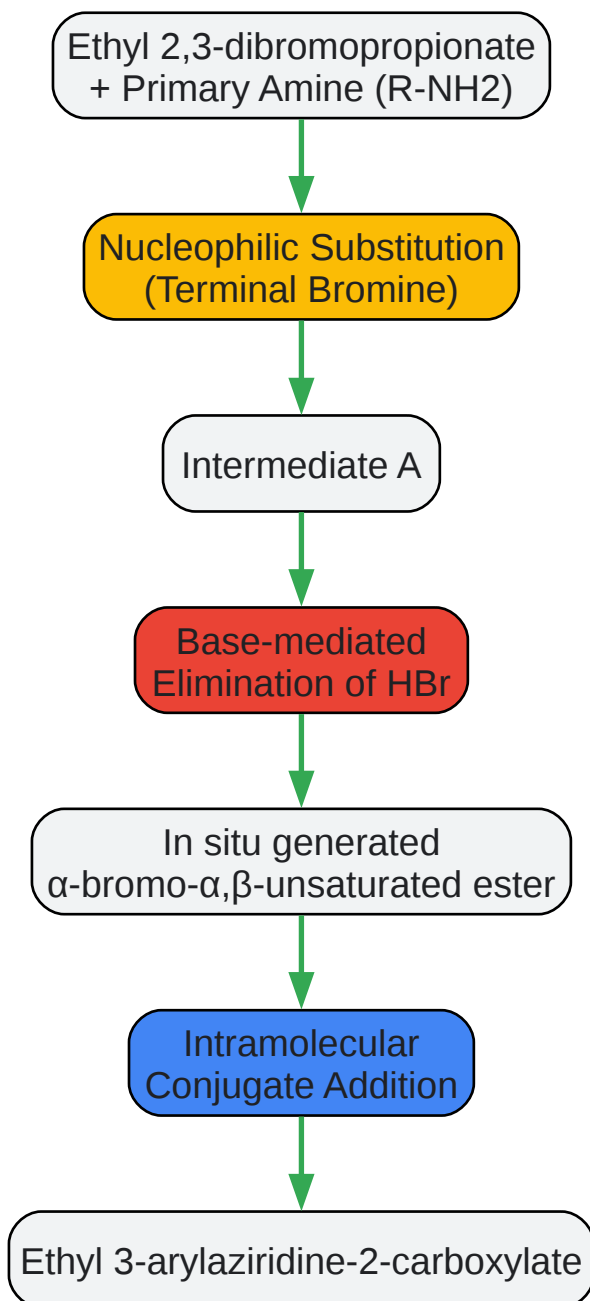 Ethyl 2,3-dibromopropionate
+ Primary Amine (R-NH2)
Nucleophilic Substitution
(Terminal Bromine)
Intermediate A
Base-mediated
Elimination of HBr
In situ generated
α-bromo-α,β-unsaturated ester
Intramolecular
Conjugate Addition
Ethyl 3-arylaziridine-2-carboxylate